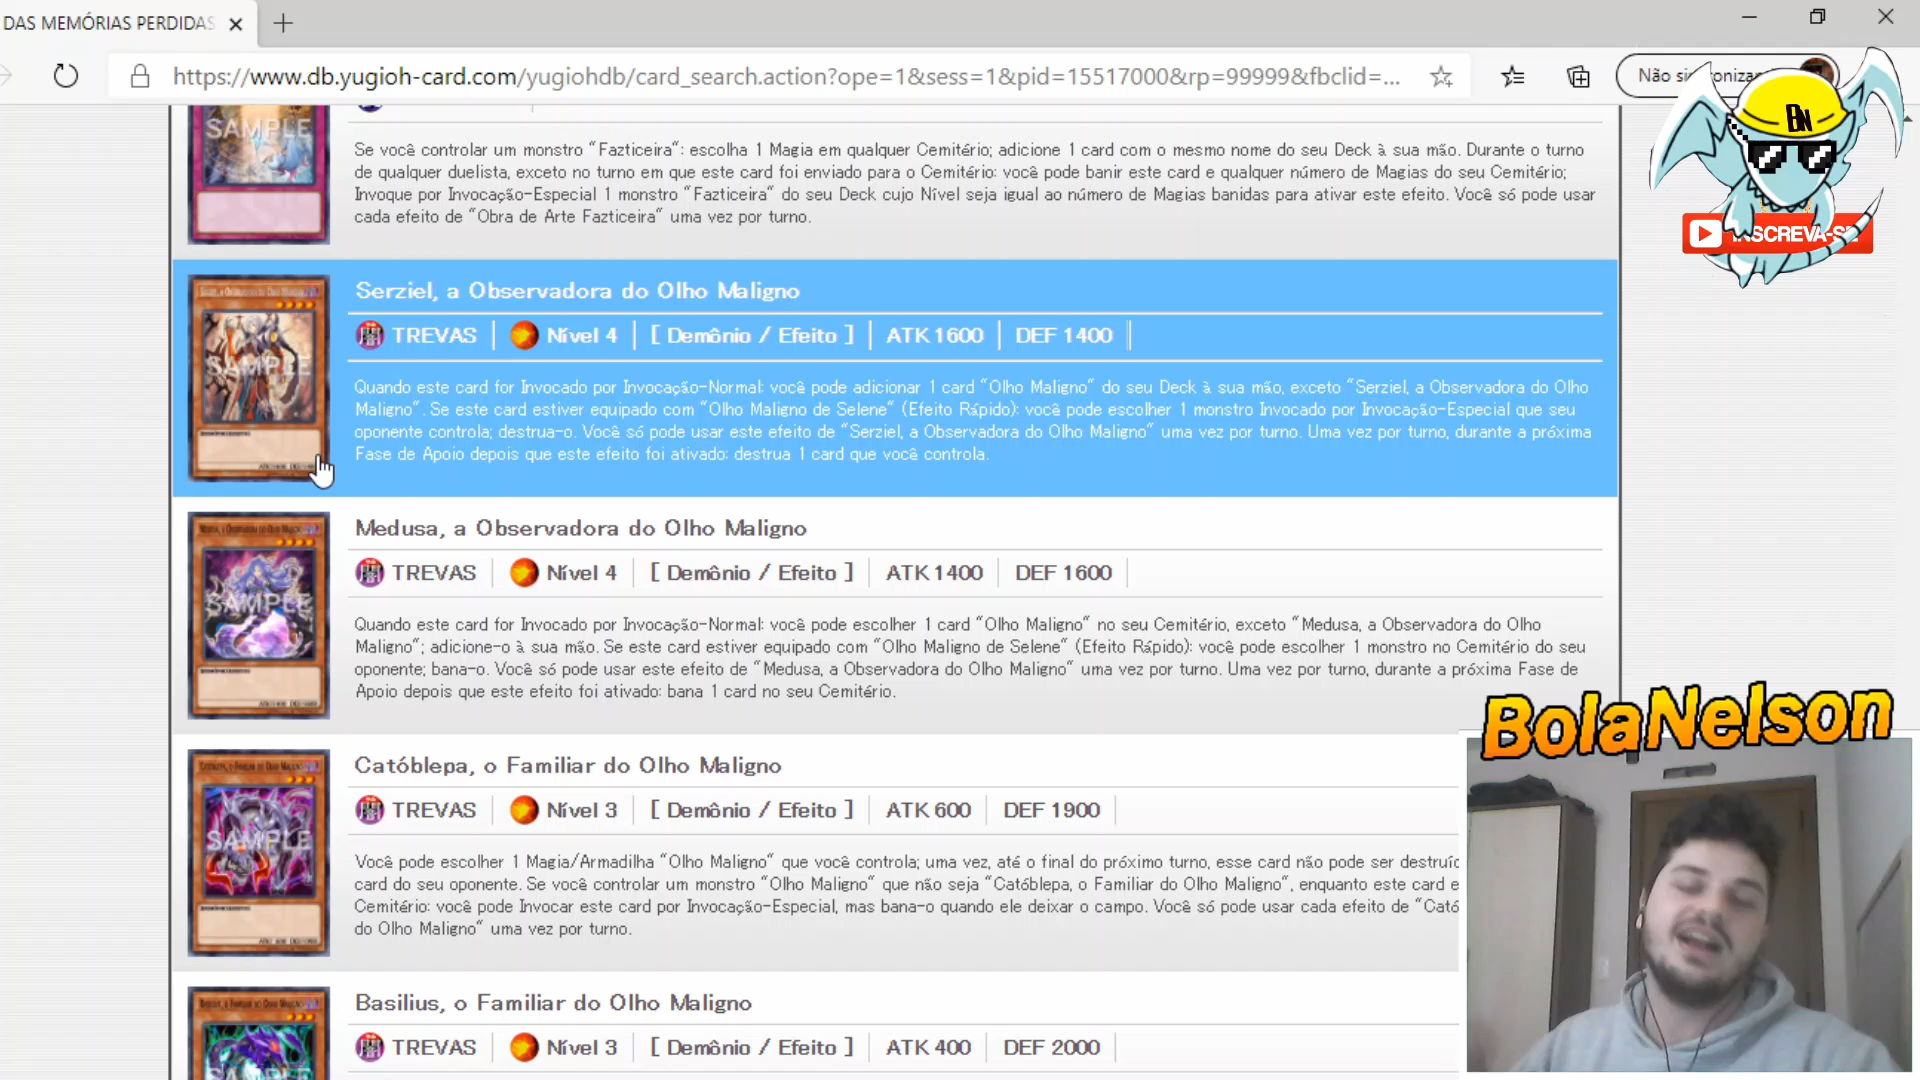 DAS MEMÓRIAS PERDIDAS
https://www.db.yugioh-card.com/yugiohdb/card_search.action?ope=1&sess=1&pid=15517000&rp=99999&fbclid=...
Não sincronizar
BN
INSCREVA-SE
SAMPLE
Se você controlar um monstro "Fazticeira": escolha 1 Magia em qualquer Cemitério; adicione 1 card com o mesmo nome do seu Deck à sua mão. Durante o turno
de qualquer duelista, exceto no turno em que este card foi enviado para o Cemitério: você pode banir este card e qualquer número de Magias do seu Cemitério;
Invoque por Invocação-Especial 1 monstro "Fazticeira" do seu Deck cujo Nível seja igual ao número de Magias banidas para ativar este efeito. Você só pode usar
cada efeito de "Obra de Arte Fazticeira" uma vez por turno.
SAMPLE
Serziel, a Observadora do Olho Maligno
TREVAS Nível 4 [ Demônio / Efeito ] ATK 1600 DEF 1400
Quando este card for Invocado por Invocação-Normal: você pode adicionar 1 card "Olho Maligno" do seu Deck à sua mão, exceto "Serziel, a Observadora do Olho
Maligno". Se este card estiver equipado com "Olho Maligno de Selene" (Efeito Rápido): você pode escolher 1 monstro Invocado por Invocação-Especial que seu
oponente controla; destrua-o. Você só pode usar este efeito de "Serziel, a Observadora do Olho Maligno" uma vez por turno. Uma vez por turno, durante a próxima
Fase de Apoio depois que este efeito foi ativado: destrua 1 card que você controla.
SAMPLE
Medusa, a Observadora do Olho Maligno
TREVAS Nível 4 [ Demônio / Efeito ] ATK 1400 DEF 1600
Quando este card for Invocado por Invocação-Normal: você pode escolher 1 card "Olho Maligno" no seu Cemitério, exceto "Medusa, a Observadora do Olho
Maligno"; adicione-o à sua mão. Se este card estiver equipado com "Olho Maligno de Selene" (Efeito Rápido): você pode escolher 1 monstro no Cemitério do seu
oponente; bana-o. Você só pode usar este efeito de "Medusa, a Observadora do Olho Maligno" uma vez por turno. Uma vez por turno, durante a próxima Fase de
Apoio depois que este efeito foi ativado: bana 1 card no seu Cemitério.
BolaNelson
SAMPLE
Catóblepa, o Familiar do Olho Maligno
TREVAS Nível 3 [ Demônio / Efeito ] ATK 600 DEF 1900
Você pode escolher 1 Magia/Armadilha "Olho Maligno" que você controla; uma vez, até o final do próximo turno, esse card não pode ser destruíd
card do seu oponente. Se você controlar um monstro "Olho Maligno" que não seja "Catóblepa, o Familiar do Olho Maligno", enquanto este card e
Cemitério: você pode Invocar este card por Invocação-Especial, mas bana-o quando ele deixar o campo. Você só pode usar cada efeito de "Cató
do Olho Maligno" uma vez por turno.
Basilius, o Familiar do Olho Maligno
TREVAS Nível 3 [ Demônio / Efeito ] ATK 400 DEF 2000